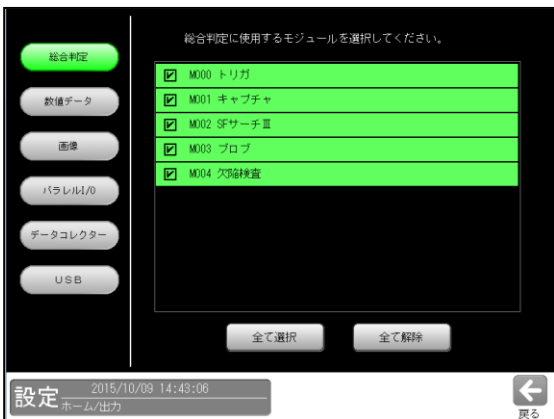 総合判定に使用するモジュールを選択してください。
総合判定
数値データ
画像
パラレルI/O
データコレクター
USB
M000 トリガ
M001 キャプチャ
M002 SFサーチⅢ
M003 ブロブ
M004 欠陥検査
全て選択
全て解除
設定
2015/10/09 14:43:06
ホーム/出力
戻る